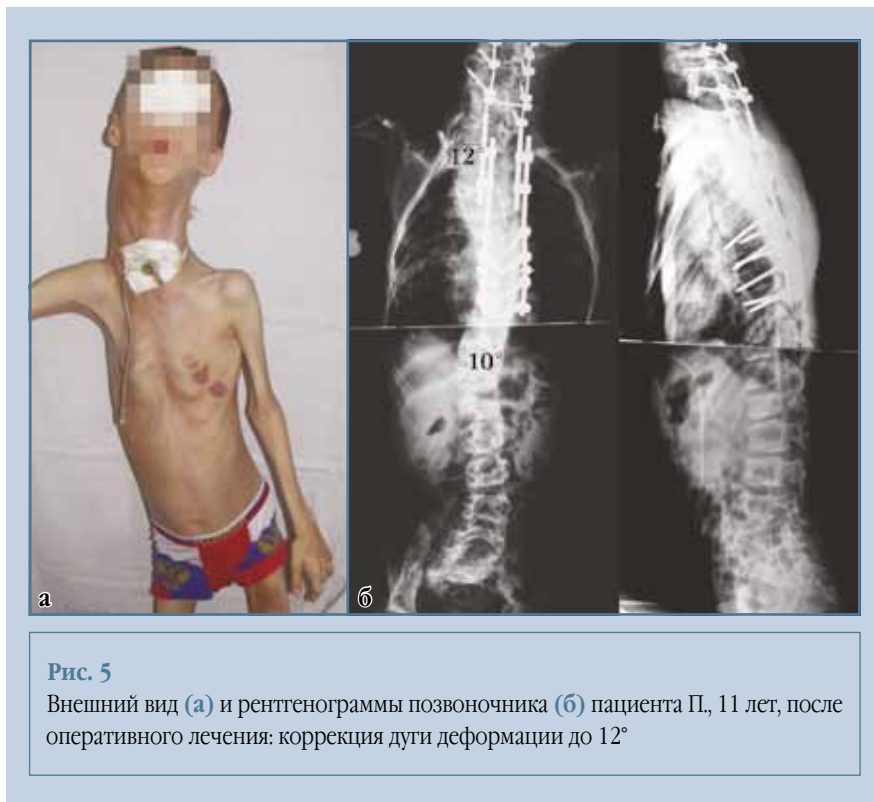 12°
10°
а
б
Рис. 5
Внешний вид (а) и рентгенограммы позвоночника (б) пациента П., 11 лет, после
оперативного лечения: коррекция дуги деформации до 12°